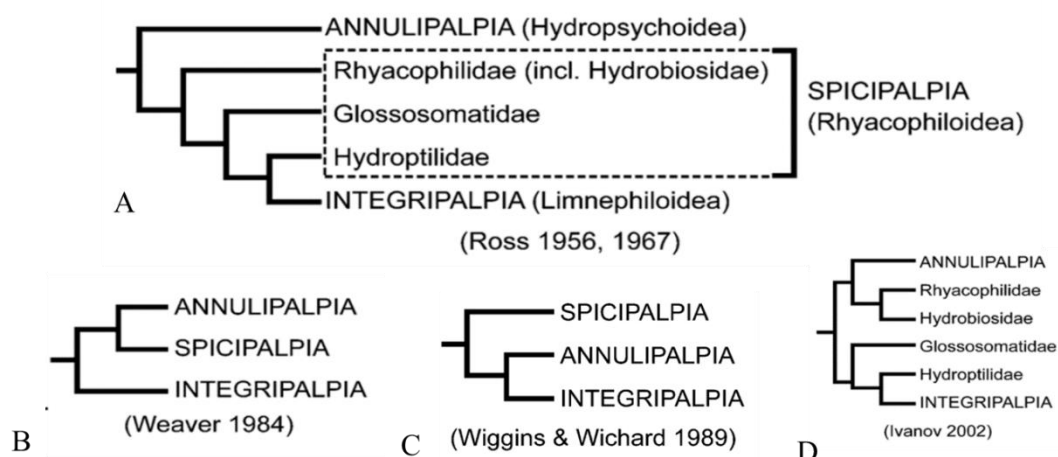 ANNULIPALPIA (Hydropsychoidea)
Rhyacophilidae (incl. Hydrobiosidae)
Glossosomatidae
Hydroptilidae
INTEGRIPALPIA (Limnephiloidea)
SPICIPALPIA
(Rhyacophiloidea)
A
(Ross 1956, 1967)
ANNULIPALPIA
SPICIPALPIA
INTEGRIPALPIA
B
(Weaver 1984)
SPICIPALPIA
ANNULIPALPIA
INTEGRIPALPIA
C
(Wiggins & Wichard 1989)
ANNULIPALPIA
Rhyacophilidae
Hydrobiosidae
Glossosomatidae
Hydroptilidae
INTEGRIPALPIA
(Ivanov 2002)
D